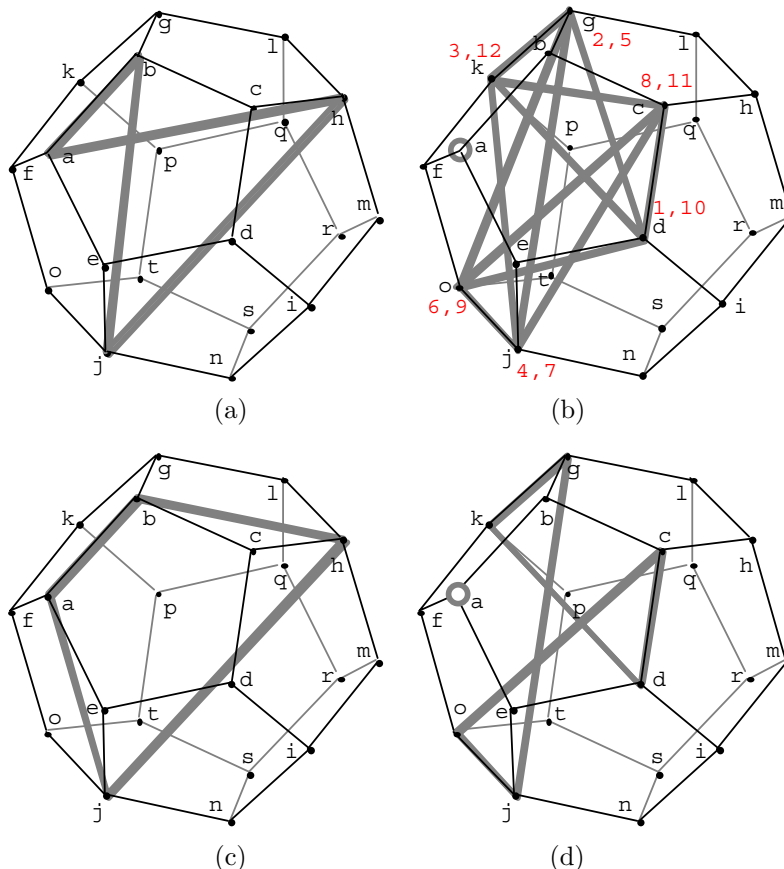 g
l
k
b
c
h
q
a
p
f
m
d
r
e
o
t
s
i
j
n
(a)
g
2,5
l
3,12
b
k
8,11
h
c
p
q
a
f
m
1,10
d
r
e
o
t
6,9
s
i
j
4,7
n
(b)
g
l
k
b
c
h
q
a
p
f
m
d
r
e
o
t
s
i
j
n
(c)
g
l
k
b
c
h
q
a
p
f
m
d
r
e
o
t
s
i
j
n
(d)